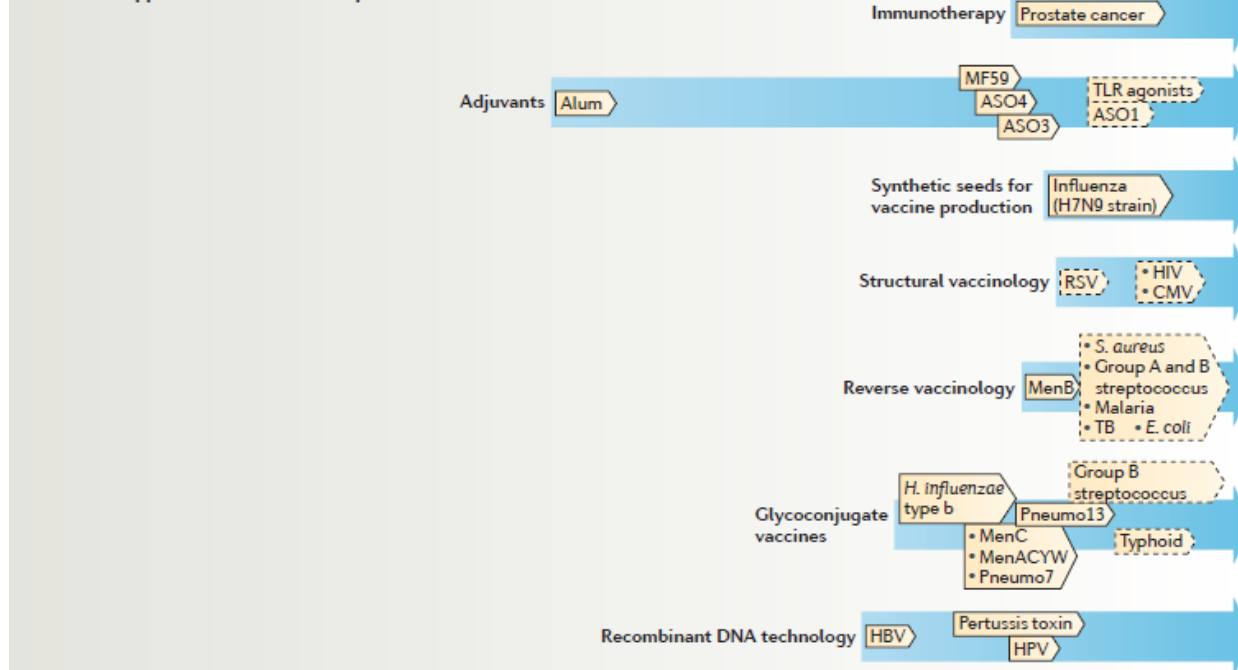 Immunotherapy
Prostate cancer
Adjuvants
Alum
MF59
ASO4
ASO3
TLR agonists
ASO1
Synthetic seeds for
vaccine production
Influenza
(H7N9 strain)
Structural vaccinology
RSV
• HIV
• CMV
Reverse vaccinology
MenB
• S. aureus
• Group A and B
streptococcus
• Malaria
• TB • E. coli
Glycoconjugate
vaccines
H. influenzae
type b
• MenC
• MenACYW
• Pneumo7
Pneumo13
Group B
streptococcus
Typhoid
Recombinant DNA technology
HBV
Pertussis toxin
HPV